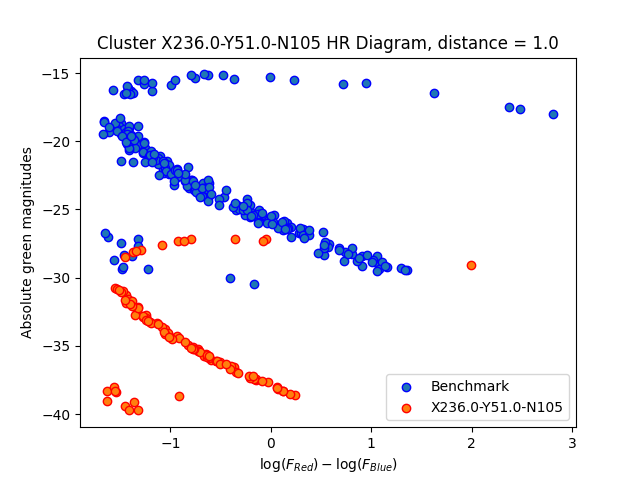 Cluster X236.0-Y51.0-N105 HR Diagram, distance = 1.0
Absolute green magnitudes
−15
−20
−25
−30
−35
−40
−1
0
1
2
3
log(F_Red) − log(F_Blue)
Benchmark
X236.0-Y51.0-N105